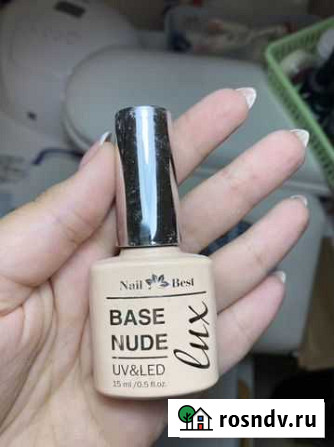 Nail Best
BASE
NUDE
lux
UV&LED
15 ml /0.5 fl. oz.
rosndv.ru